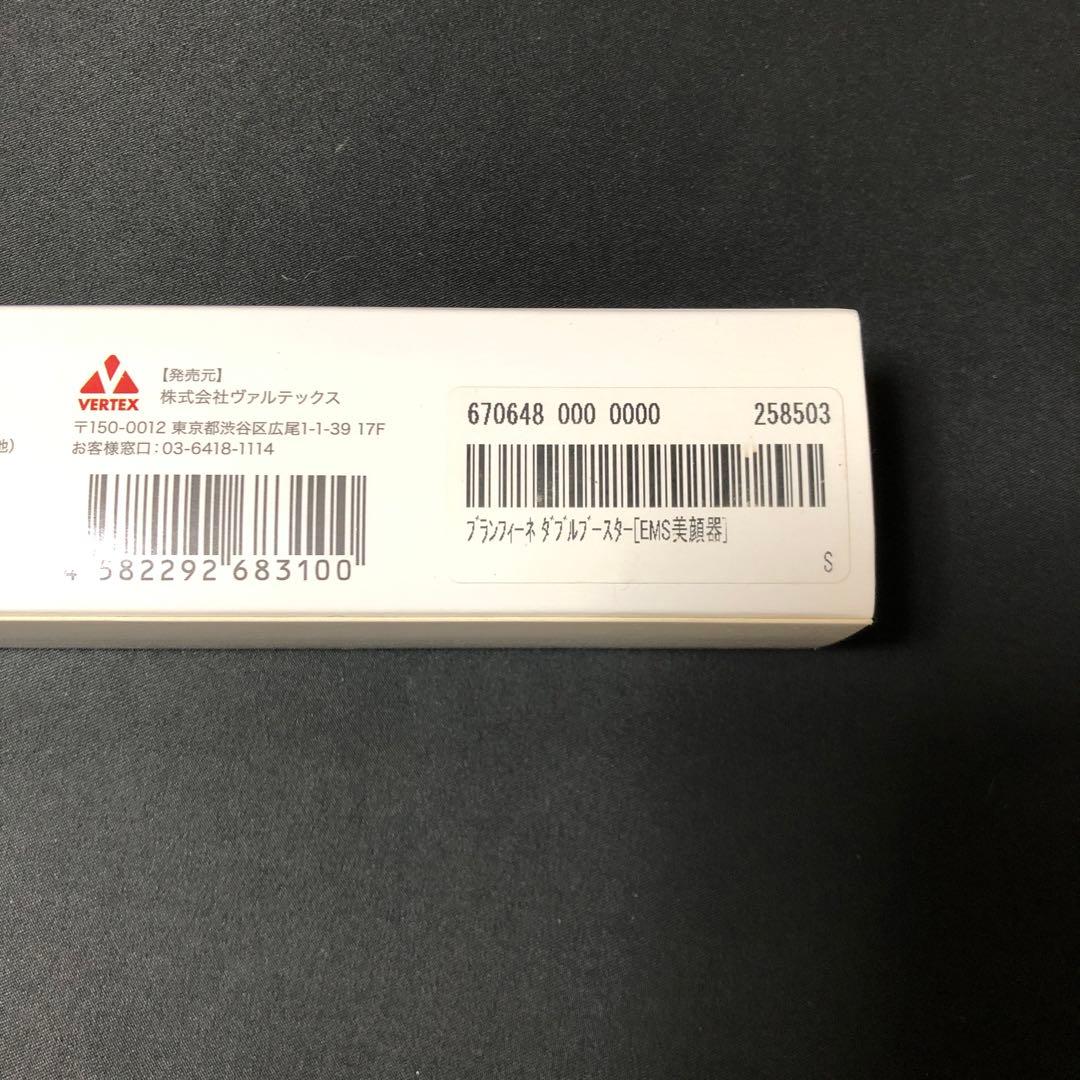 【発売元】
VERTEX 株式会社ヴァルテックス
〒150-0012 東京都渋谷区広尾1-1-39 17F
お客様窓口：03-6418-1114
4 582292 683100
670648 000 0000 258503
ﾌﾞﾗﾝﾌｨｰﾈ ﾀﾞﾌﾞﾙﾌﾞｰｽﾀｰ[EMS美顔器]
S